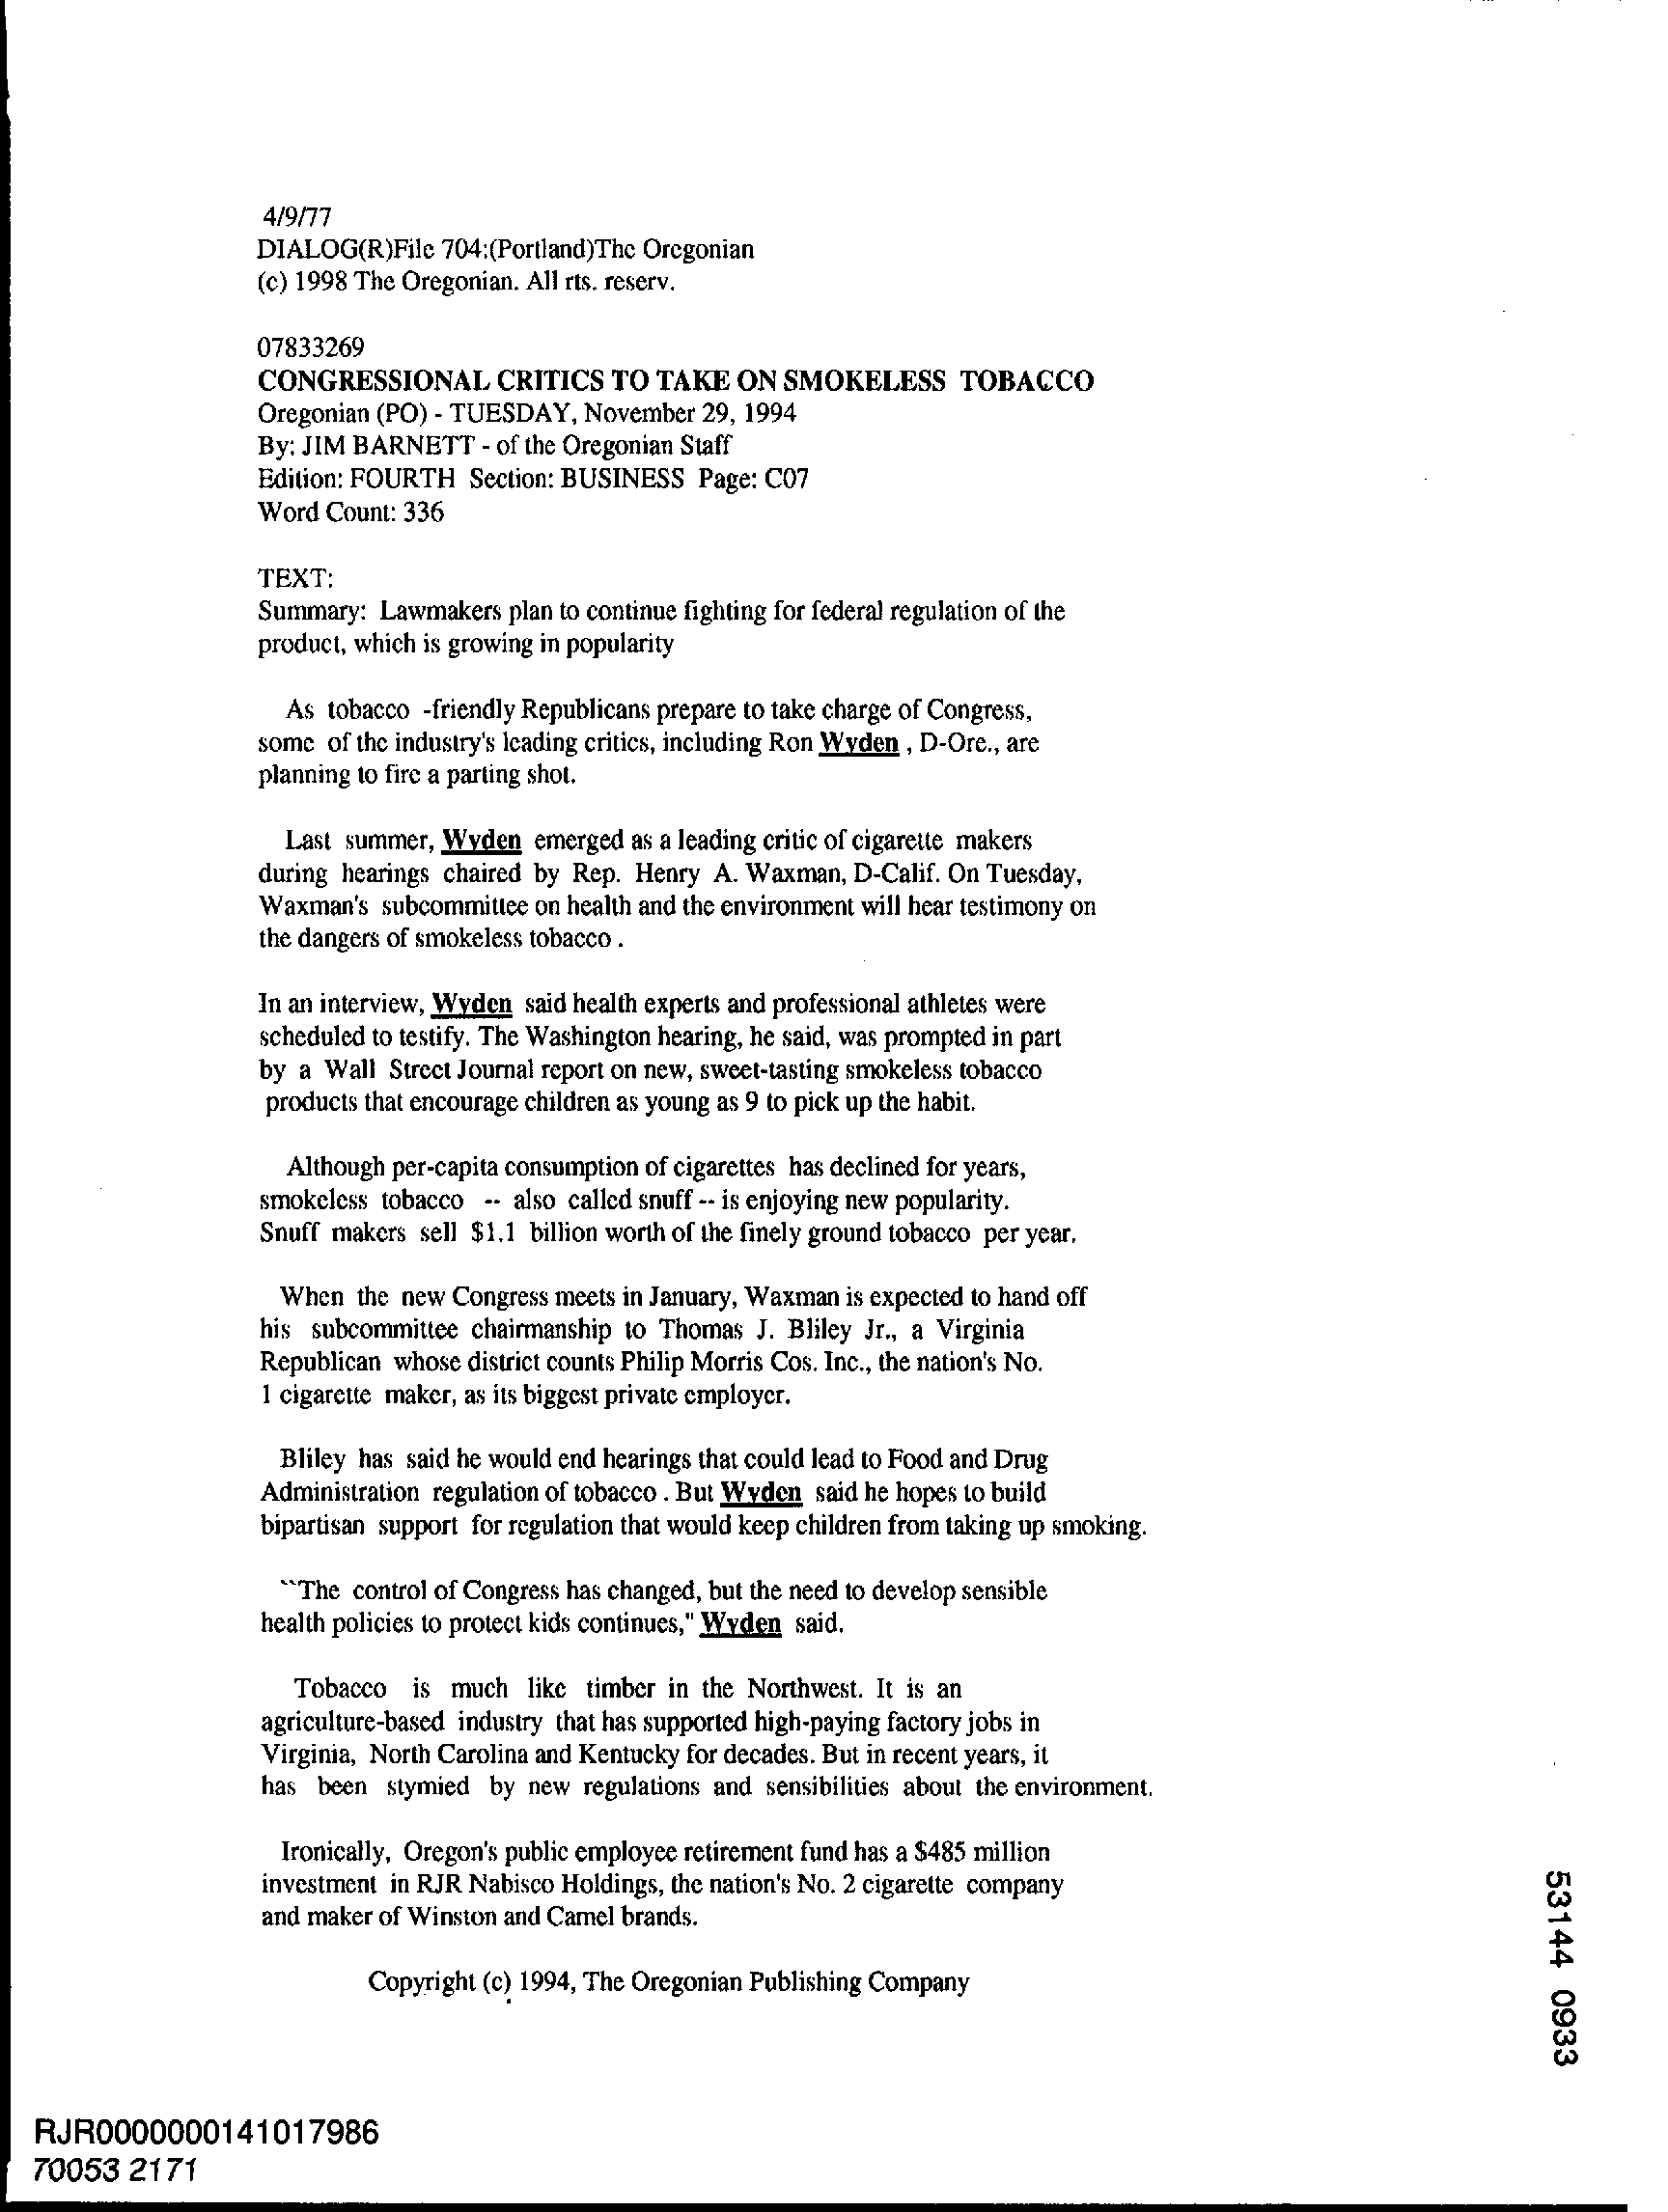 4/9/77
DIALOG(R)File 704:(Portland)The Oregonian
(c) 1998 The Oregonian. All rts. reserv.
07833269
CONGRESSIONAL CRITICS TO TAKE ON SMOKELESS TOBACCO
Oregonian (PO) - TUESDAY, November 29, 1994
By: JIM BARNETT - of the Oregonian Staff
Edition: FOURTH Section: BUSINESS Page: C07
Word Count: 336
TEXT:
Summary: Lawmakers plan to continue fighting for federal regulation of the
product, which is growing in popularity
As tobacco -friendly Republicans prepare to take charge of Congress,
some of the industry's leading critics, including Ron Wyden , D-Ore., are
planning to fire a parting shot.
Last summer, Wyden emerged as a leading critic of cigarette makers
during hearings chaired by Rep. Henry A. Waxman, D-Calif. On Tuesday,
Waxman's subcommittee on health and the environment will hear testimony on
the dangers of smokeless tobacco .
In an interview, Wyden said health experts and professional athletes were
scheduled to testify. The Washington hearing, he said, was prompted in part
by a Wall Street Journal report on new, sweet-tasting smokeless tobacco
products that encourage children as young as 9 to pick up the habit.
Although per-capita consumption of cigarettes has declined for years,
smokeless tobacco -- also called snuff -- is enjoying new popularity.
Snuff makers sell $1.1 billion worth of the finely ground tobacco per year.
When the new Congress meets in January, Waxman is expected to hand off
his subcommittee chairmanship to Thomas J. Bliley Jr., a Virginia
Republican whose district counts Philip Morris Cos. Inc., the nation's No.
1 cigarette maker, as its biggest private employer.
Bliley has said he would end hearings that could lead to Food and Drug
Administration regulation of tobacco . But Wyden said he hopes to build
bipartisan support for regulation that would keep children from taking up smoking.
``The control of Congress has changed, but the need to develop sensible
health policies to protect kids continues," Wyden said.
Tobacco is much like timber in the Northwest. It is an
agriculture-based industry that has supported high-paying factory jobs in
Virginia, North Carolina and Kentucky for decades. But in recent years, it
has been stymied by new regulations and sensibilities about the environment.
Ironically, Oregon's public employee retirement fund has a $485 million
investment in RJR Nabisco Holdings, the nation's No. 2 cigarette company
and maker of Winston and Camel brands.
Copyright (c) 1994, The Oregonian Publishing Company
53144 0933
RJR0000000141017986
70053 2171